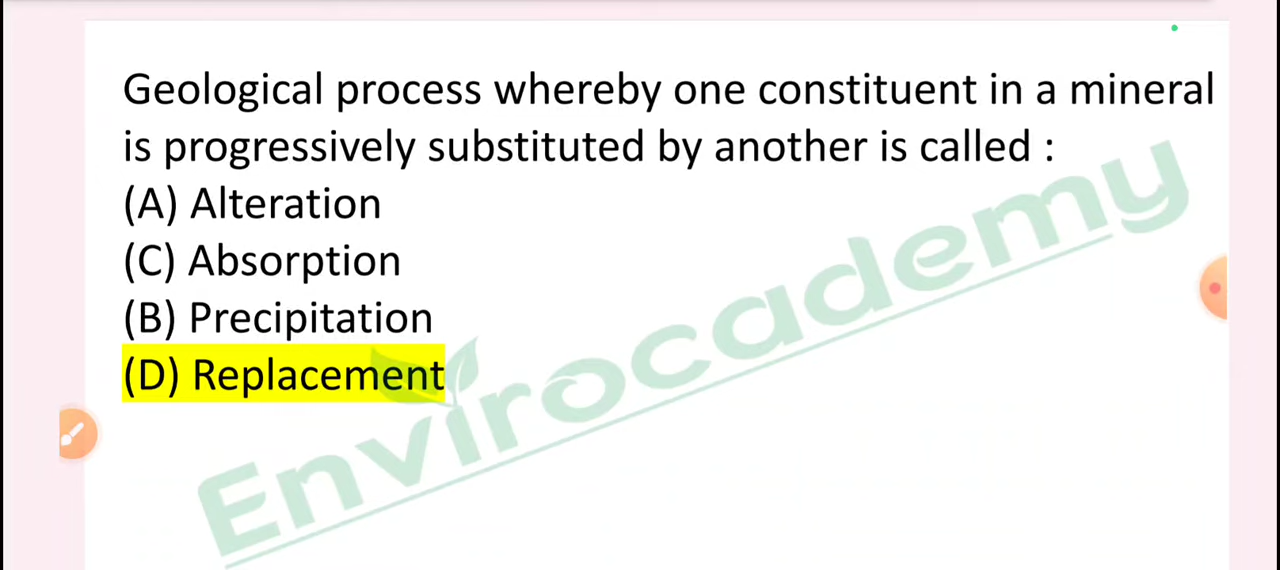 Geological process whereby one constituent in a mineral
is progressively substituted by another is called :
(A) Alteration
(C) Absorption
(B) Precipitation
(D) Replacement
Envirocademy